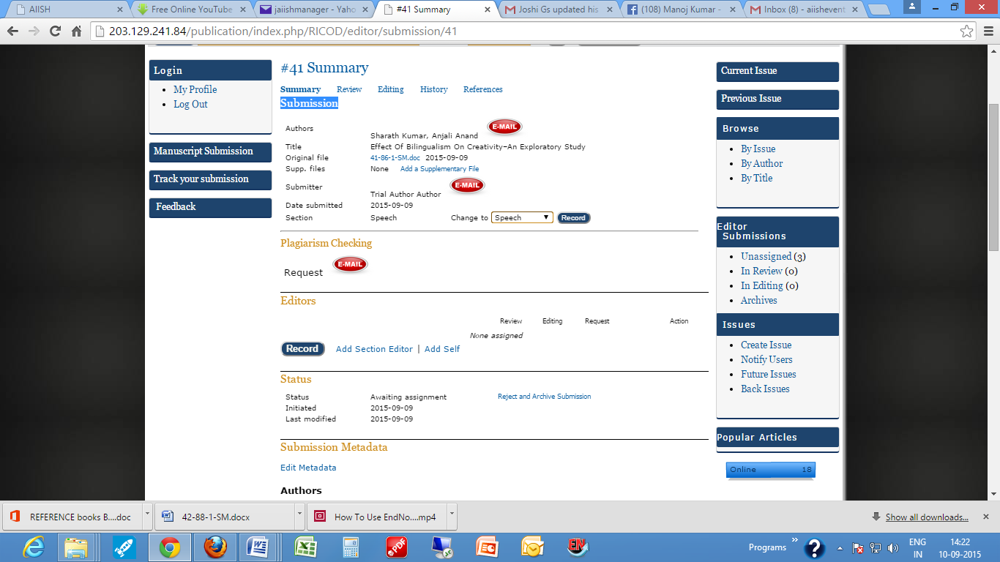 AIISH
Free Online YouTube
jaiishmanager - Yaho
#41 Summary
Joshi Gs updated his
(108) Manoj Kumar -
Inbox (8) - aiishevent
203.129.241.84/publication/index.php/RICOD/editor/submission/41
Login
My Profile
Log Out
Manuscript Submission
Track your submission
Feedback
#41 Summary
Summary Review Editing History References
Submission
Authors Sharath Kumar, Anjali Anand E-MAIL
Title Effect Of Bilingualism On Creativity–An Exploratory Study
Original file 41-86-1-SM.doc 2015-09-09
Supp. files None Add a Supplementary File
Submitter Trial Author Author E-MAIL
Date submitted 2015-09-09
Section Speech Change to Speech Record
Plagiarism Checking
Request E-MAIL
Editors
Review Editing Request Action
None assigned
Record Add Section Editor | Add Self
Status
Status Awaiting assignment Reject and Archive Submission
Initiated 2015-09-09
Last modified 2015-09-09
Submission Metadata
Edit Metadata
Authors
Current Issue
Previous Issue
Browse
By Issue
By Author
By Title
Editor
Submissions
Unassigned (3)
In Review (0)
In Editing (0)
Archives
Issues
Create Issue
Notify Users
Future Issues
Back Issues
Popular Articles
Online 18
REFERENCE books B....doc
42-88-1-SM.docx
How To Use EndNo....mp4
Show all downloads...
Programs
ENG
IN
14:22
10-09-2015